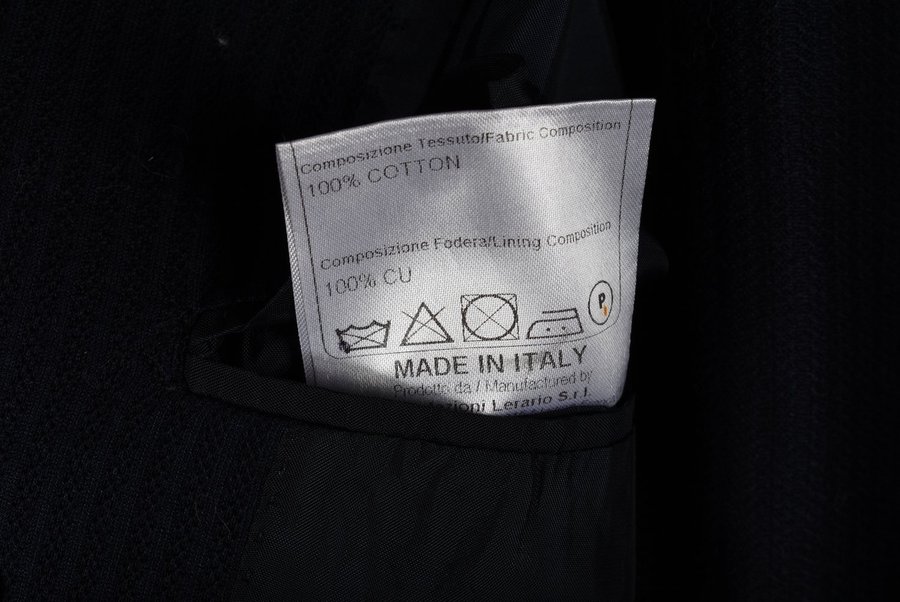 Composizione Tessuto/Fabric Composition
100% COTTON
Composizione Fodera/Lining Composition
100% CU
P
MADE IN ITALY
Prodotto da / Manufactured by
Lerario S.r.l.